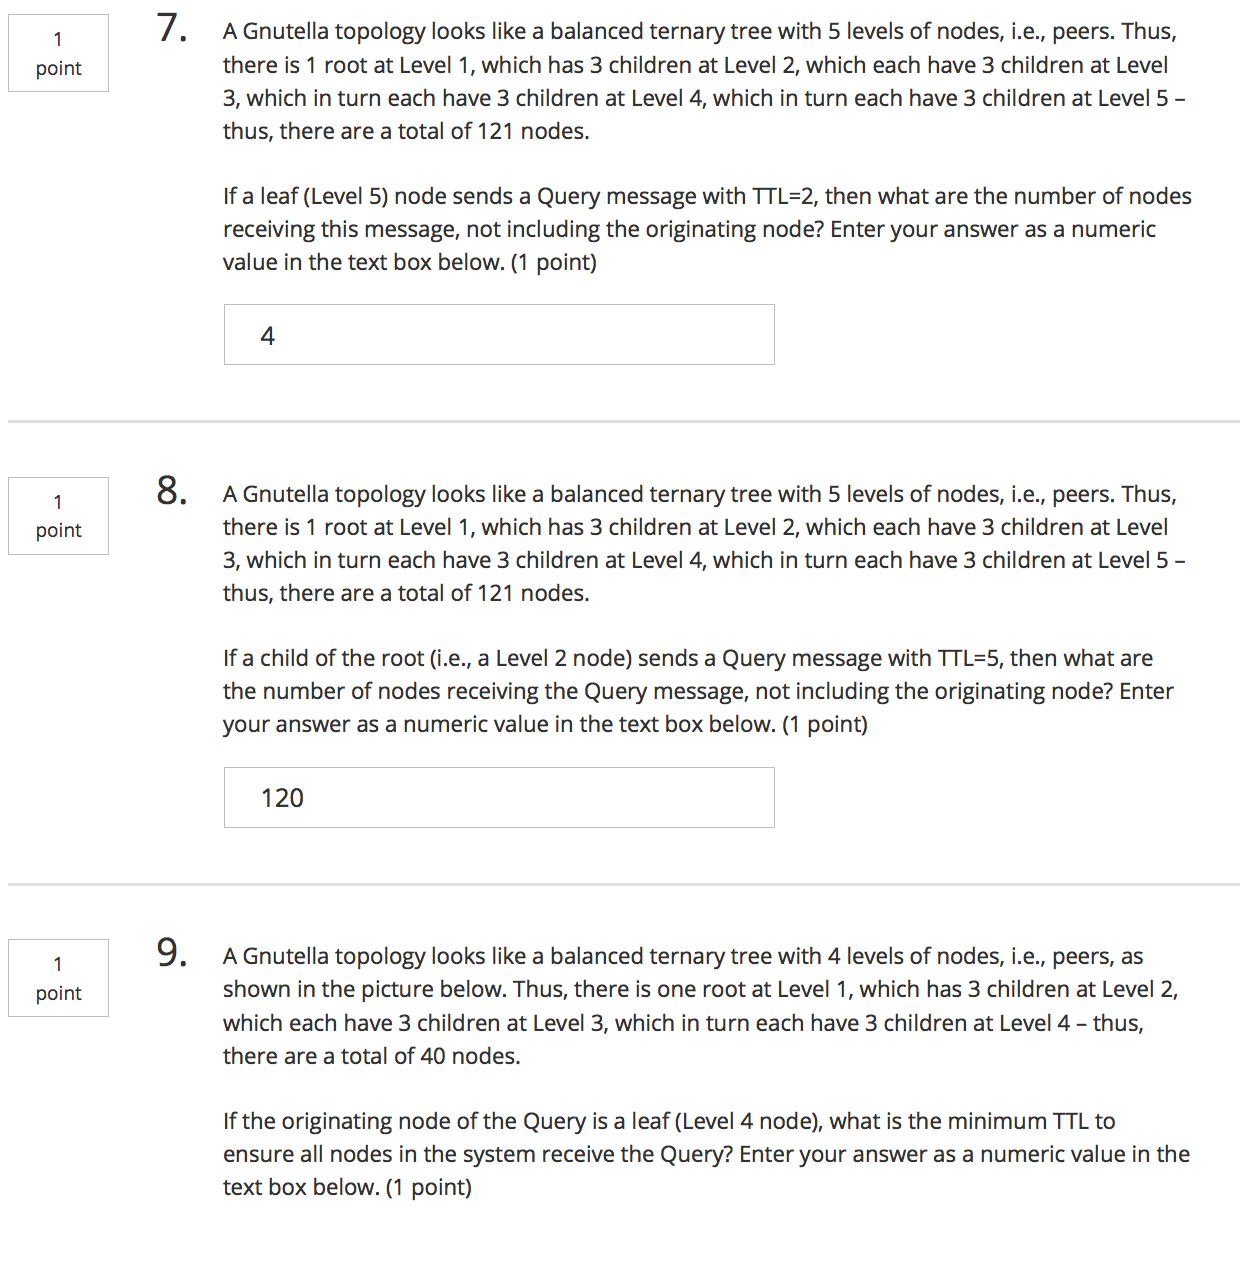 1
point
7.
A Gnutella topology looks like a balanced ternary tree with 5 levels of nodes, i.e., peers. Thus,
there is 1 root at Level 1, which has 3 children at Level 2, which each have 3 children at Level
3, which in turn each have 3 children at Level 4, which in turn each have 3 children at Level 5 –
thus, there are a total of 121 nodes.
If a leaf (Level 5) node sends a Query message with TTL=2, then what are the number of nodes
receiving this message, not including the originating node? Enter your answer as a numeric
value in the text box below. (1 point)
4
1
point
8.
A Gnutella topology looks like a balanced ternary tree with 5 levels of nodes, i.e., peers. Thus,
there is 1 root at Level 1, which has 3 children at Level 2, which each have 3 children at Level
3, which in turn each have 3 children at Level 4, which in turn each have 3 children at Level 5 –
thus, there are a total of 121 nodes.
If a child of the root (i.e., a Level 2 node) sends a Query message with TTL=5, then what are
the number of nodes receiving the Query message, not including the originating node? Enter
your answer as a numeric value in the text box below. (1 point)
120
1
point
9.
A Gnutella topology looks like a balanced ternary tree with 4 levels of nodes, i.e., peers, as
shown in the picture below. Thus, there is one root at Level 1, which has 3 children at Level 2,
which each have 3 children at Level 3, which in turn each have 3 children at Level 4 – thus,
there are a total of 40 nodes.
If the originating node of the Query is a leaf (Level 4 node), what is the minimum TTL to
ensure all nodes in the system receive the Query? Enter your answer as a numeric value in the
text box below. (1 point)